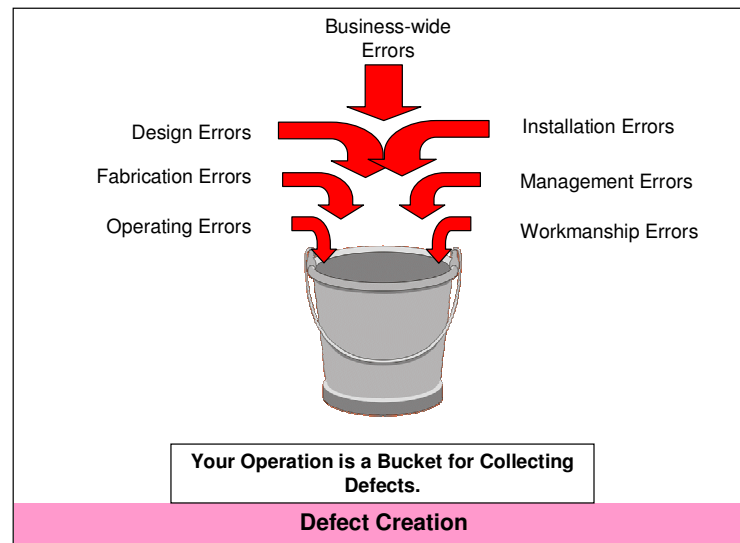 Business-wide
Errors
Design Errors
Installation Errors
Fabrication Errors
Management Errors
Operating Errors
Workmanship Errors
Your Operation is a Bucket for Collecting
Defects.
Defect Creation